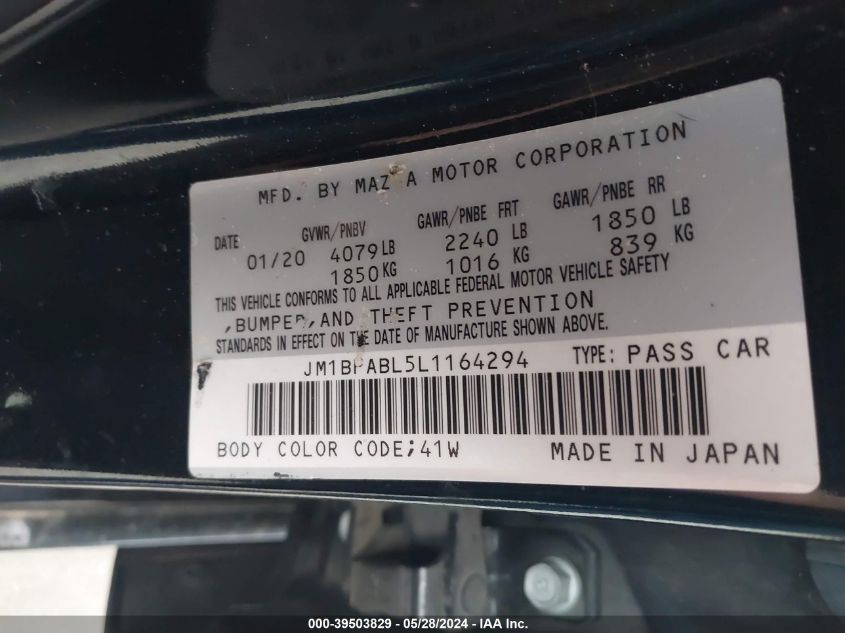 MFD. BY MAZDA MOTOR CORPORATION
DATE GVWR/PNBV GAWR/PNBE FRT GAWR/PNBE RR
01/20 4079LB 2240 LB 1850 LB
1850KG 1016 KG 839 KG
THIS VEHICLE CONFORMS TO ALL APPLICABLE FEDERAL MOTOR VEHICLE SAFETY
,BUMPER,AND THEFT PREVENTION
STANDARDS IN EFFECT ON THE DATE OF MANUFACTURE SHOWN ABOVE.
JM1BPABL5L1164294 TYPE: PASS CAR
BODY COLOR CODE;41W MADE IN JAPAN
000-39503829 - 05/28/2024 - IAA Inc.